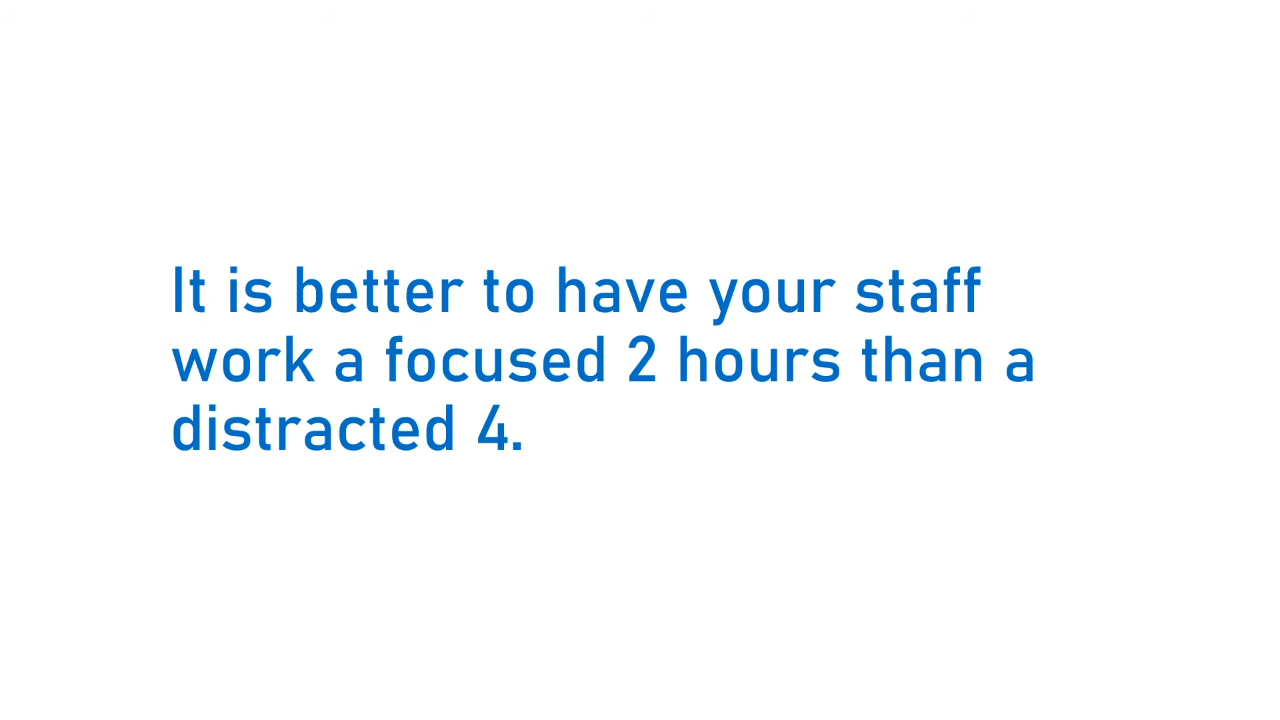 It is better to have your staff
work a focused 2 hours than a
distracted 4.